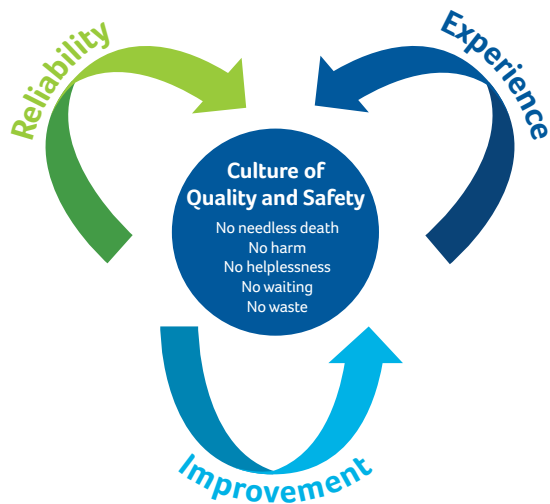 Reliability
Experience
Culture of
Quality and Safety
No needless death
No harm
No helplessness
No waiting
No waste
Improvement